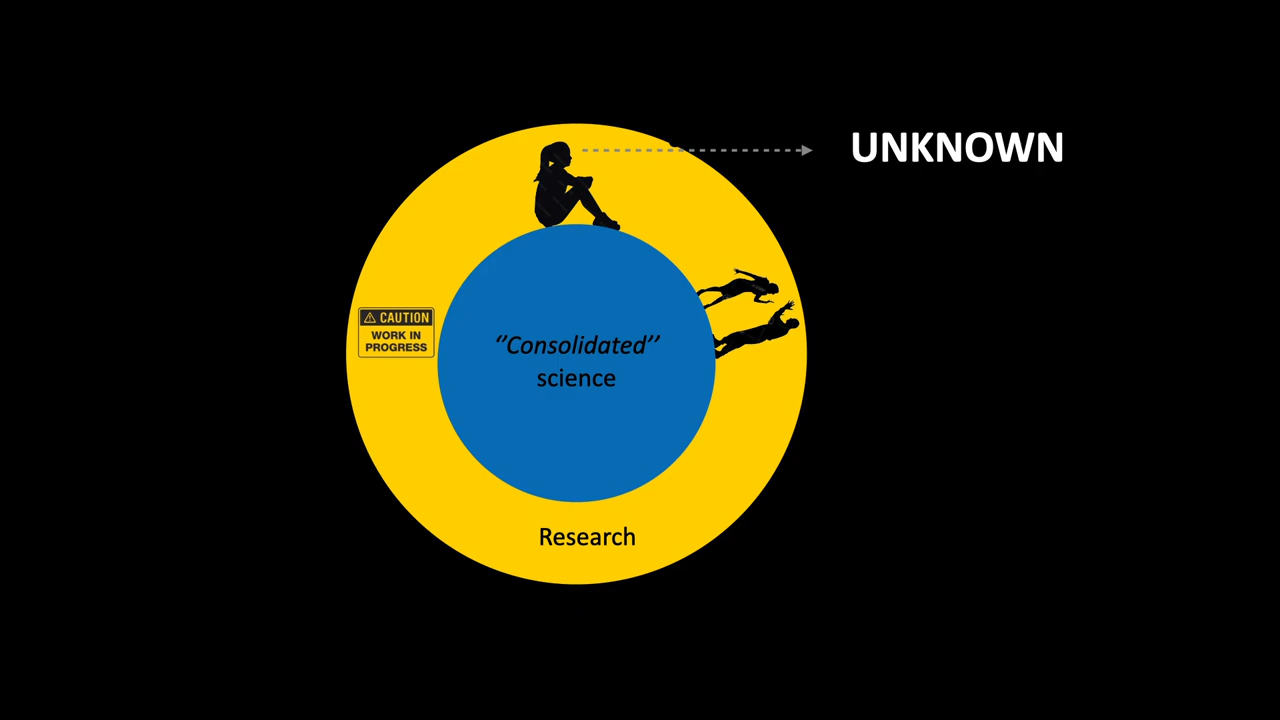 UNKNOWN
⚠ CAUTION
WORK IN
PROGRESS
‘‘Consolidated’’
science
Research